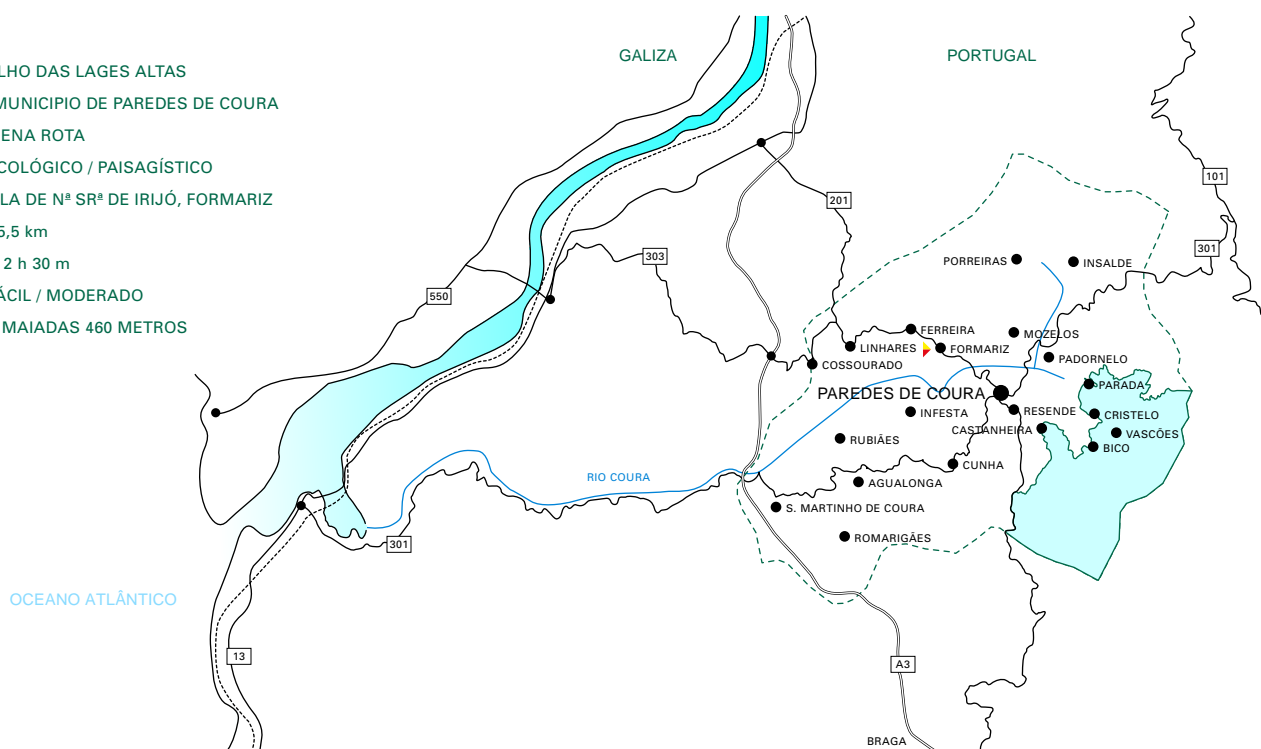 LHO DAS LAGES ALTAS
MUNICIPIO DE PAREDES DE COURA
ENA ROTA
COLÓGICO / PAISAGÍSTICO
LA DE Nª SRª DE IRIJÓ, FORMARIZ
5,5 km
2 h 30 m
ÁCIL / MODERADO
MAIADAS 460 METROS
GALIZA
PORTUGAL
101
201
301
303
550
PORREIRAS
INSALDE
FERREIRA
MOZELOS
LINHARES
FORMARIZ
PADORNELO
COSSOURADO
PARADA
PAREDES DE COURA
INFESTA
RESENDE
CRISTELO
CASTANHEIRA
VASCÕES
RUBIÃES
BICO
CUNHA
RIO COURA
AGUALONGA
S. MARTINHO DE COURA
ROMARIGÃES
301
OCEANO ATLÂNTICO
13
A3
BRAGA